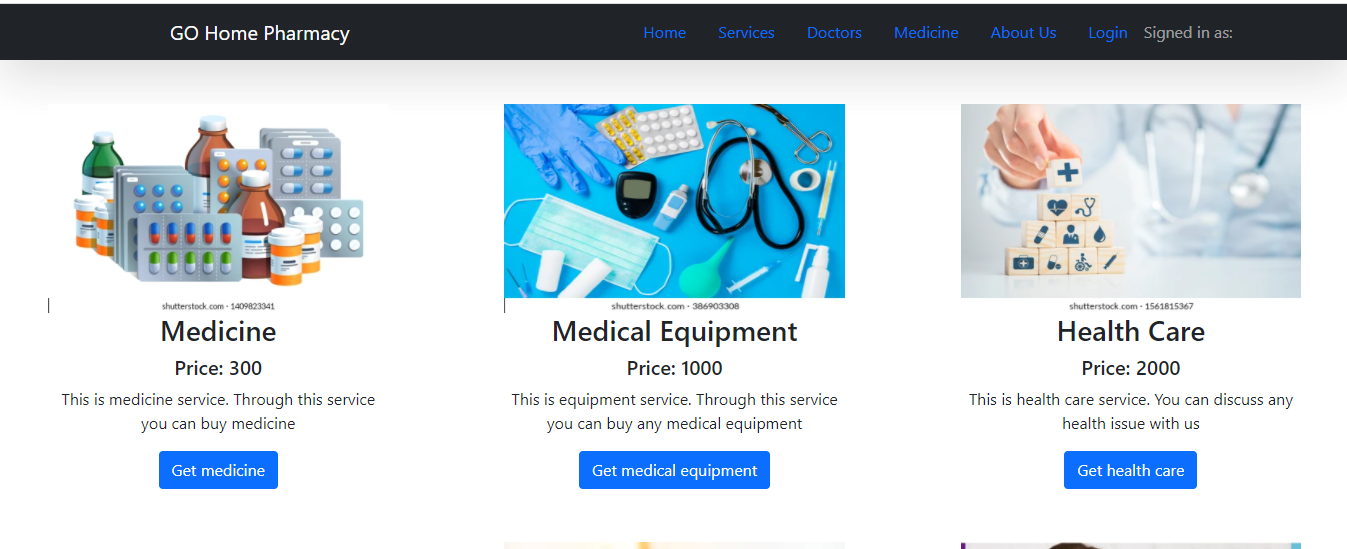 GO Home Pharmacy
Home Services Doctors Medicine About Us Login Signed in as:
shutterstock.com · 1409823341
shutterstock.com · 386903308
shutterstock.com · 1561815367
Medicine
Medical Equipment
Health Care
Price: 300
Price: 1000
Price: 2000
This is medicine service. Through this service
you can buy medicine
This is equipment service. Through this service
you can buy any medical equipment
This is health care service. You can discuss any
health issue with us
Get medicine
Get medical equipment
Get health care